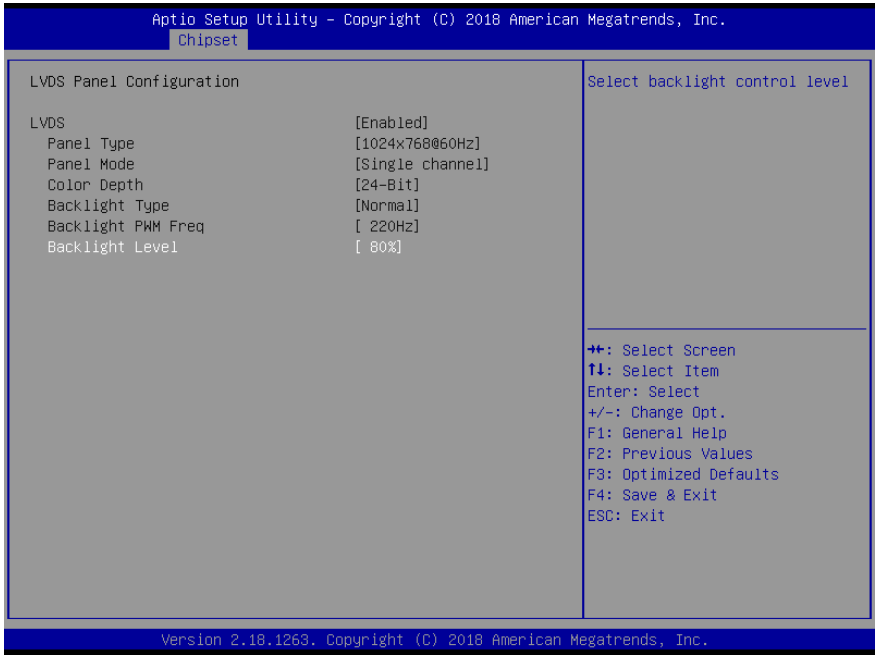 Aptio Setup Utility – Copyright (C) 2018 American Megatrends, Inc.
Chipset
LVDS Panel Configuration
LVDS [Enabled]
Panel Type [1024x768@60Hz]
Panel Mode [Single channel]
Color Depth [24-Bit]
Backlight Type [Normal]
Backlight PWM Freq [ 220Hz]
Backlight Level [ 80%]
Select backlight control level
→←: Select Screen
↑↓: Select Item
Enter: Select
+/-: Change Opt.
F1: General Help
F2: Previous Values
F3: Optimized Defaults
F4: Save & Exit
ESC: Exit
Version 2.18.1263. Copyright (C) 2018 American Megatrends, Inc.